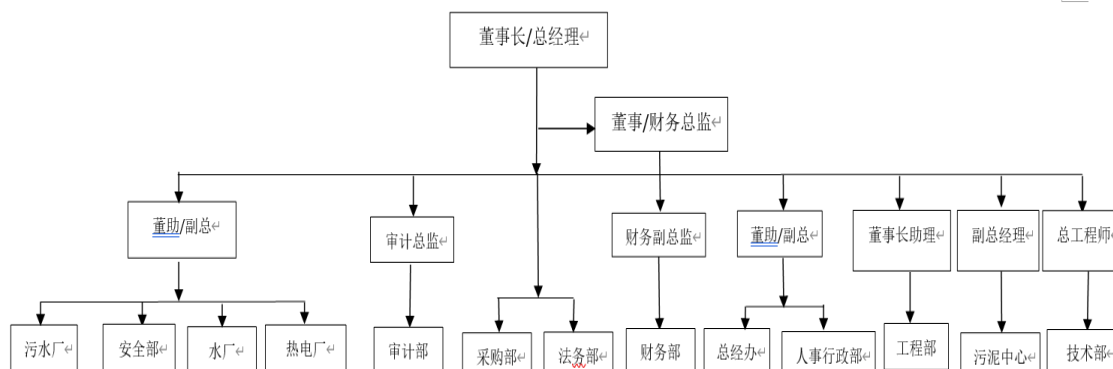 董事长/总经理
董事/财务总监
董助/副总
审计总监
财务副总监
董助/副总
董事长助理
副总经理
总工程师
污水厂
安全部
水厂
热电厂
审计部
采购部
法务部
财务部
总经办
人事行政部
工程部
污泥中心
技术部